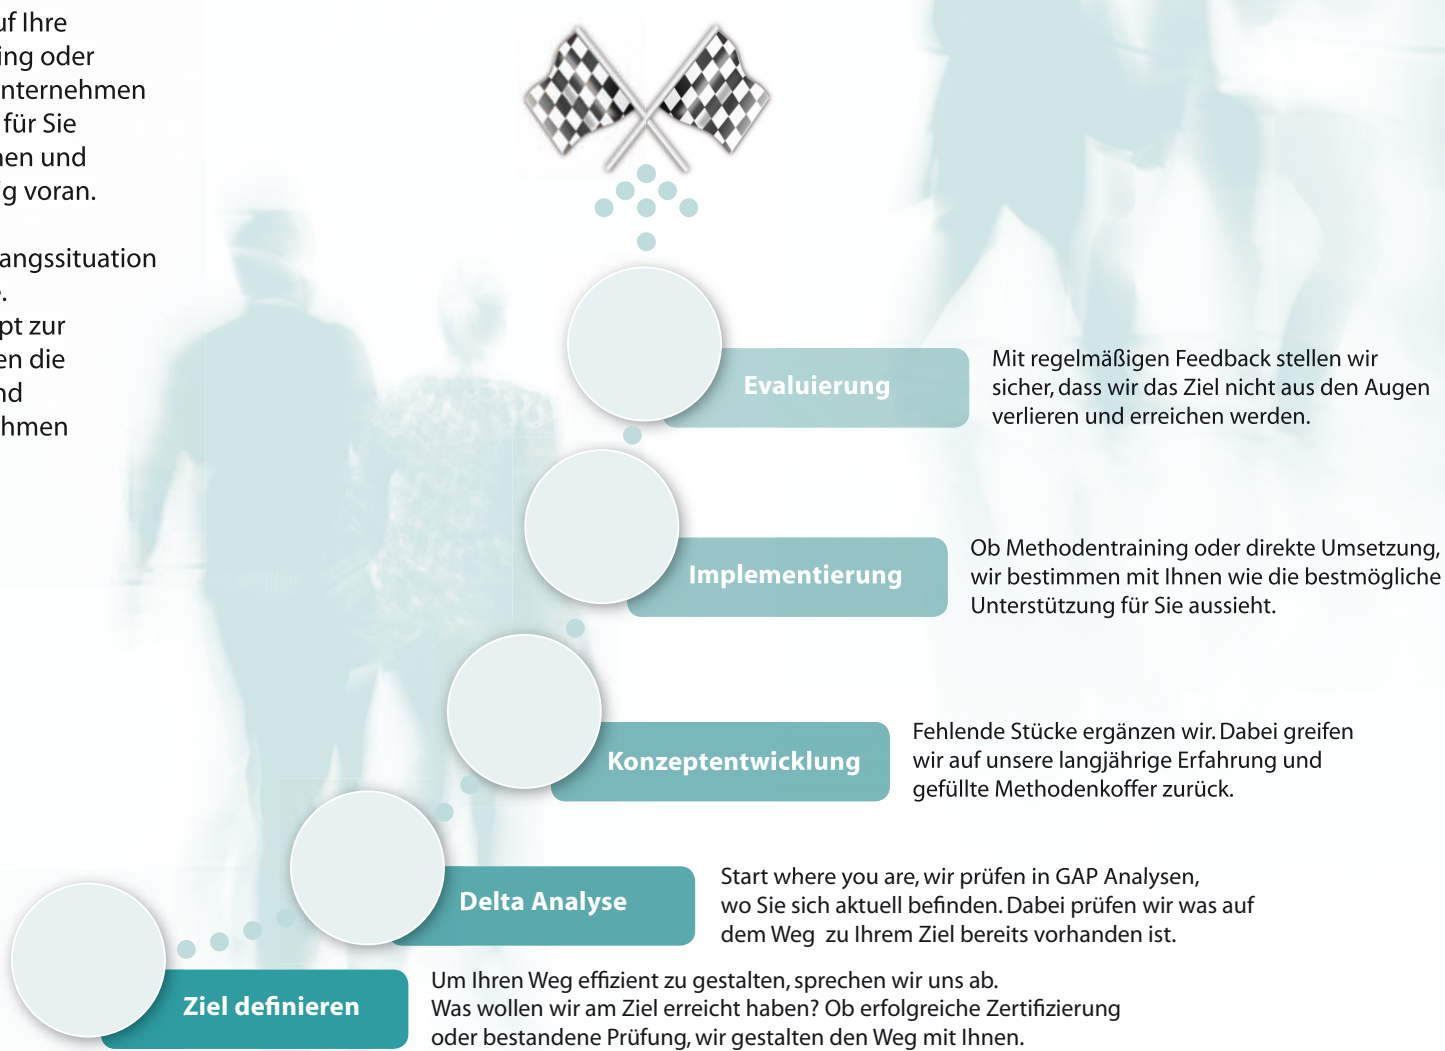 uf Ihre
ing oder
nternehmen
für Sie
nen und
g voran.
angssituation
e.
pt zur
en die
nd
hmen
Evaluierung
Mit regelmäßigen Feedback stellen wir
sicher, dass wir das Ziel nicht aus den Augen
verlieren und erreichen werden.
Implementierung
Ob Methodentraining oder direkte Umsetzung,
wir bestimmen mit Ihnen wie die bestmögliche
Unterstützung für Sie aussieht.
Konzeptentwicklung
Fehlende Stücke ergänzen wir. Dabei greifen
wir auf unsere langjährige Erfahrung und
gefüllte Methodenkoffer zurück.
Delta Analyse
Start where you are, wir prüfen in GAP Analysen,
wo Sie sich aktuell befinden. Dabei prüfen wir was auf
dem Weg zu Ihrem Ziel bereits vorhanden ist.
Ziel definieren
Um Ihren Weg effizient zu gestalten, sprechen wir uns ab.
Was wollen wir am Ziel erreicht haben? Ob erfolgreiche Zertifizierung
oder bestandene Prüfung, wir gestalten den Weg mit Ihnen.